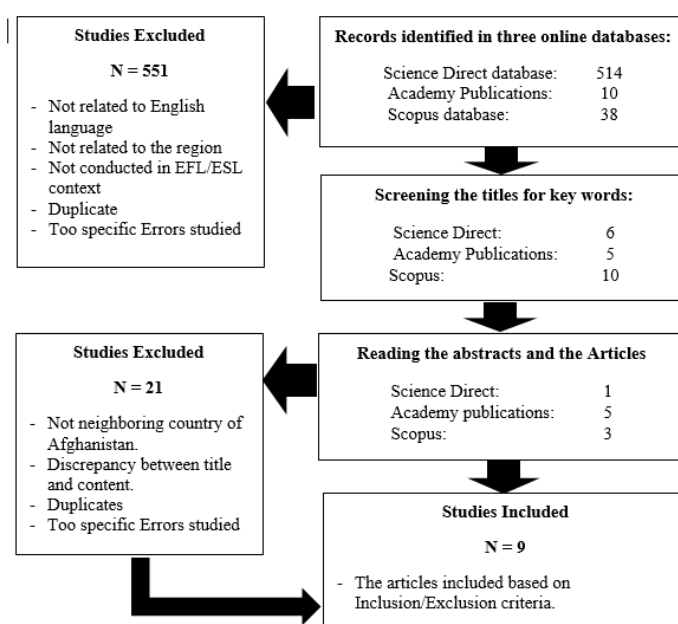 Studies Excluded
N = 551
- Not related to English
language
- Not related to the region
- Not conducted in EFL/ESL
context
- Duplicate
- Too specific Errors studied
Records identified in three online databases:
Science Direct database: 514
Academy Publications: 10
Scopus database: 38
Screening the titles for key words:
Science Direct: 6
Academy Publications: 5
Scopus: 10
Studies Excluded
N = 21
- Not neighboring country of
Afghanistan.
- Discrepancy between title
and content.
- Duplicates
- Too specific Errors studied
Reading the abstracts and the Articles
Science Direct: 1
Academy publications: 5
Scopus: 3
Studies Included
N = 9
- The articles included based on
Inclusion/Exclusion criteria.